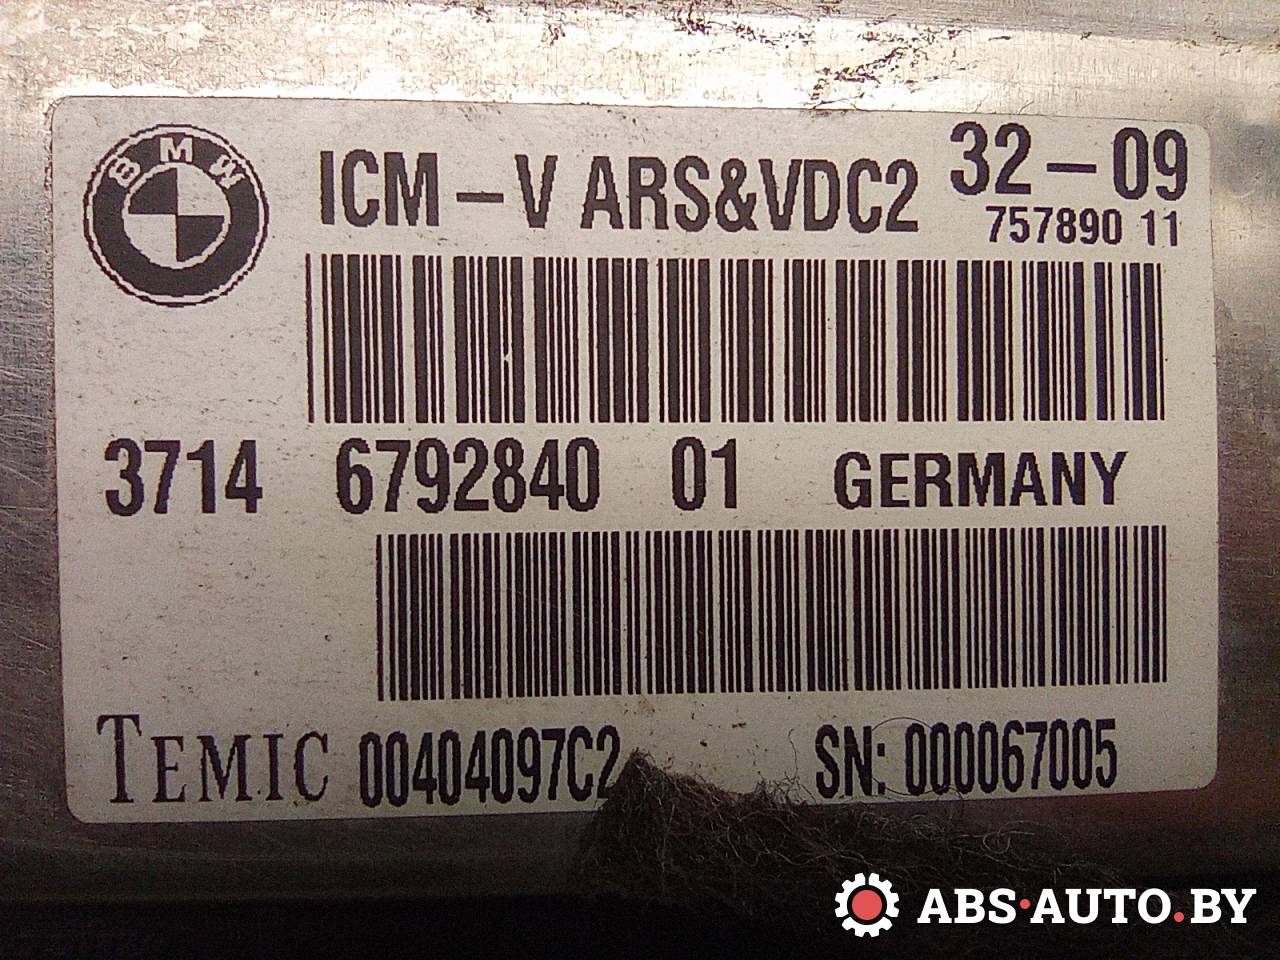 BMW
ICM-V ARS&VDC2 32-09
757890 11
3714 6792840 01 GERMANY
TEMIC 00404097C2 SN: 000067005
ABS·AUTO.BY